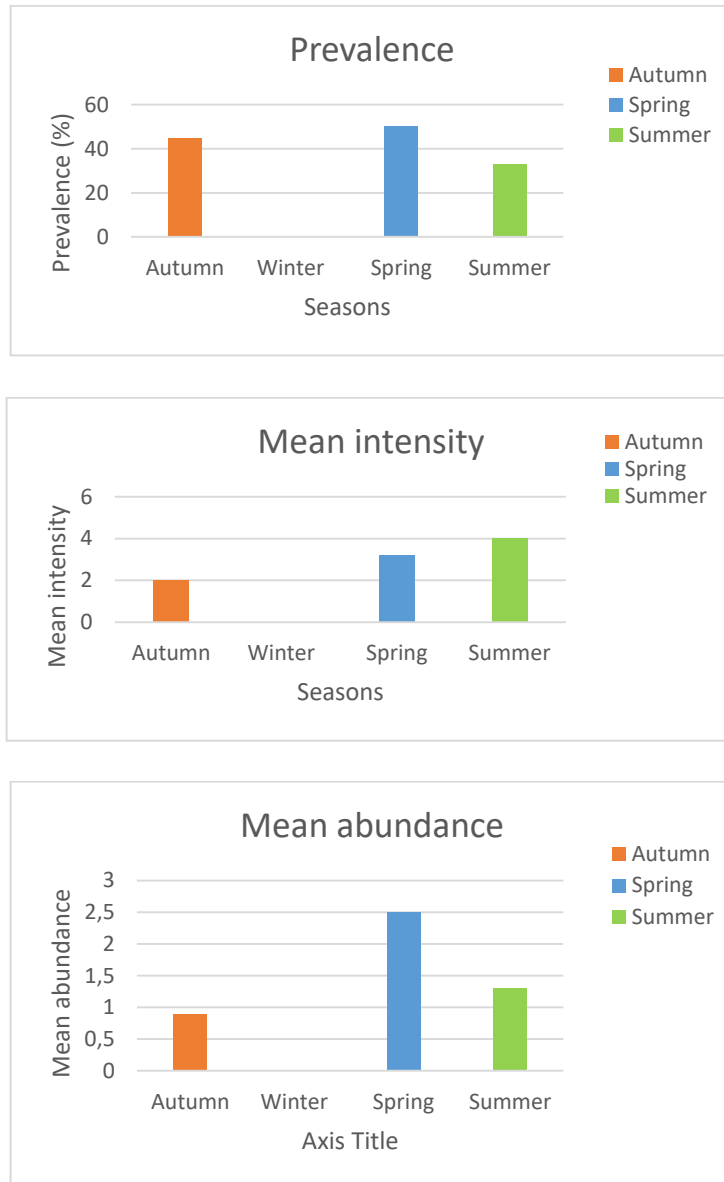 Prevalence
Autumn
Spring
Summer
Prevalence (%)
60
40
20
0
Autumn Winter Spring Summer
Seasons
Mean intensity
Autumn
Spring
Summer
Mean intensity
6
4
2
0
Autumn Winter Spring Summer
Seasons
Mean abundance
Autumn
Spring
Summer
Mean abundance
3
2,5
2
1,5
1
0,5
0
Autumn Winter Spring Summer
Axis Title